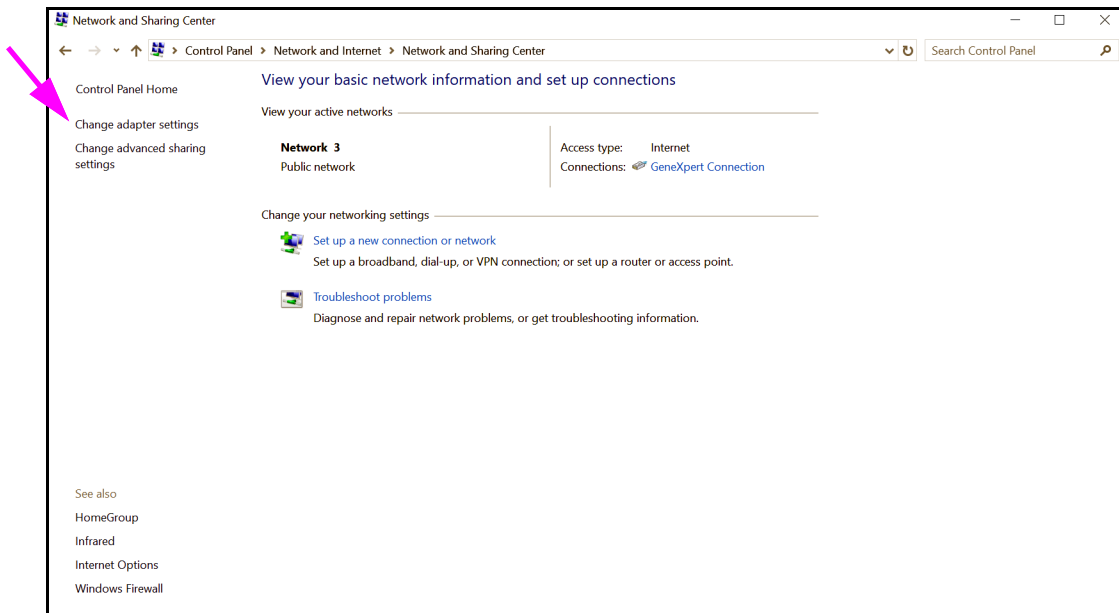 Network and Sharing Center
Control Panel > Network and Internet > Network and Sharing Center
Search Control Panel
Control Panel Home
Change adapter settings
Change advanced sharing
settings
View your basic network information and set up connections
View your active networks
Network 3
Public network
Access type: Internet
Connections: GeneXpert Connection
Change your networking settings
Set up a new connection or network
Set up a broadband, dial-up, or VPN connection; or set up a router or access point.
Troubleshoot problems
Diagnose and repair network problems, or get troubleshooting information.
See also
HomeGroup
Infrared
Internet Options
Windows Firewall